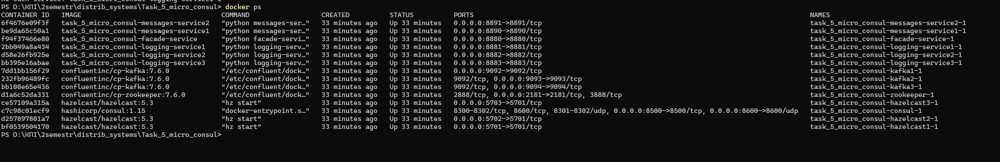 PS D:\КПІ\2semestr\distrib_systems\Task_5_micro_consul> docker ps
CONTAINER ID   IMAGE   COMMAND   CREATED   STATUS   PORTS   NAMES
6f4676e09f3f   task_5_micro_consul-messages-service2   "python messages-ser…"   33 minutes ago   Up 33 minutes   0.0.0.0:8891->8891/tcp   task_5_micro_consul-messages-service2-1
be9da65c50a1   task_5_micro_consul-messages-service1   "python messages-ser…"   33 minutes ago   Up 33 minutes   0.0.0.0:8890->8890/tcp   task_5_micro_consul-messages-service1-1
f94f37466e80   task_5_micro_consul-facade-service   "python facade-servi…"   33 minutes ago   Up 33 minutes   0.0.0.0:8880->8880/tcp   task_5_micro_consul-facade-service-1
2bb049a8a434   task_5_micro_consul-logging-service1   "python logging-serv…"   33 minutes ago   Up 33 minutes   0.0.0.0:8881->8881/tcp   task_5_micro_consul-logging-service1-1
d58e26fb925e   task_5_micro_consul-logging-service2   "python logging-serv…"   33 minutes ago   Up 33 minutes   0.0.0.0:8882->8882/tcp   task_5_micro_consul-logging-service2-1
bb395e16abae   task_5_micro_consul-logging-service3   "python logging-serv…"   33 minutes ago   Up 33 minutes   0.0.0.0:8883->8883/tcp   task_5_micro_consul-logging-service3-1
7dd1bb156f29   confluentinc/cp-kafka:7.6.0   "/etc/confluent/dock…"   33 minutes ago   Up 33 minutes   0.0.0.0:9092->9092/tcp   task_5_micro_consul-kafka1-1
232fb96489fc   confluentinc/cp-kafka:7.6.0   "/etc/confluent/dock…"   33 minutes ago   Up 33 minutes   9092/tcp, 0.0.0.0:9093->9093/tcp   task_5_micro_consul-kafka2-1
bb108e65e436   confluentinc/cp-kafka:7.6.0   "/etc/confluent/dock…"   33 minutes ago   Up 33 minutes   9092/tcp, 0.0.0.0:9094->9094/tcp   task_5_micro_consul-kafka3-1
d1a6c52da331   confluentinc/cp-zookeeper:7.6.0   "/etc/confluent/dock…"   33 minutes ago   Up 33 minutes   2888/tcp, 0.0.0.0:2181->2181/tcp, 3888/tcp   task_5_micro_consul-zookeeper-1
ce57109a315a   hazelcast/hazelcast:5.3   "hz start"   33 minutes ago   Up 33 minutes   0.0.0.0:5703->5701/tcp   task_5_micro_consul-hazelcast3-1
c7c98c01ecf9   hashicorp/consul:1.15   "docker-entrypoint.s…"   33 minutes ago   Up 33 minutes   8300-8302/tcp, 8600/tcp, 8301-8302/udp, 0.0.0.0:8500->8500/tcp, 0.0.0.0:8600->8600/udp   task_5_micro_consul-consul-1
d257897801a7   hazelcast/hazelcast:5.3   "hz start"   33 minutes ago   Up 33 minutes   0.0.0.0:5702->5701/tcp   task_5_micro_consul-hazelcast2-1
bf0539504170   hazelcast/hazelcast:5.3   "hz start"   33 minutes ago   Up 33 minutes   0.0.0.0:5701->5701/tcp   task_5_micro_consul-hazelcast1-1
PS D:\КПІ\2semestr\distrib_systems\Task_5_micro_consul>